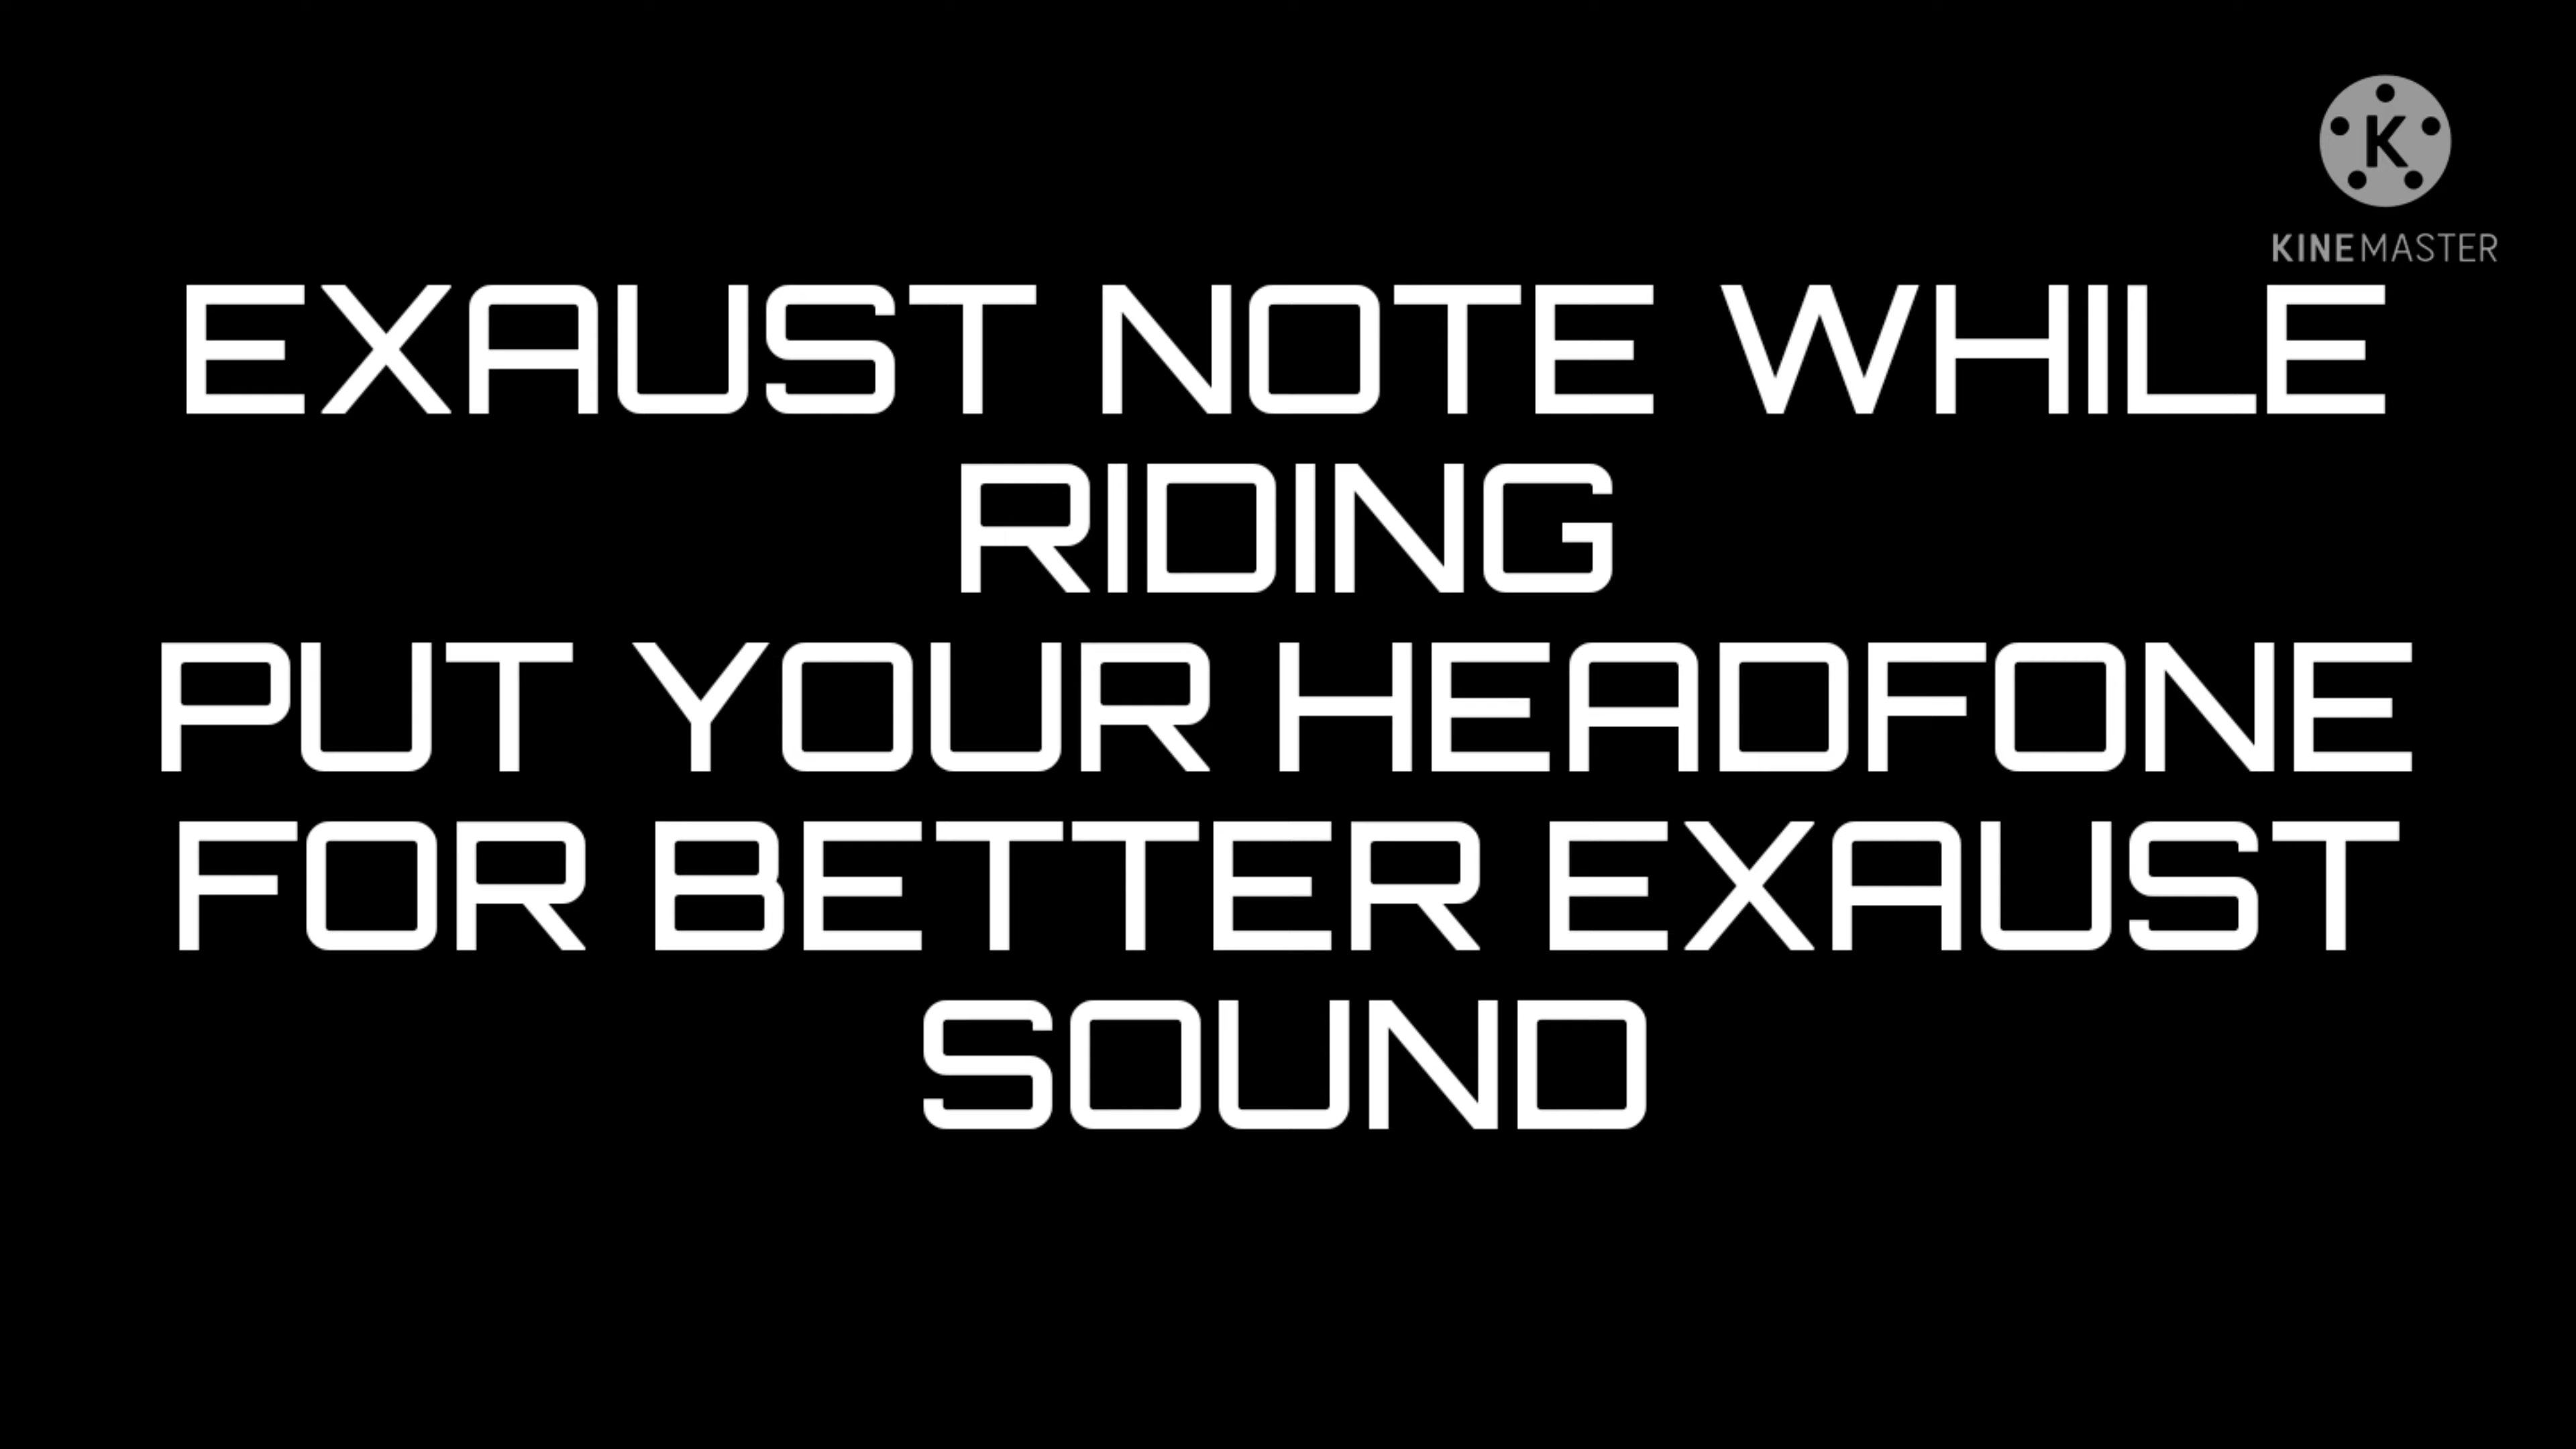 K
KINEMASTER
EXAUST NOTE WHILE
RIDING
PUT YOUR HEADFONE
FOR BETTER EXAUST
SOUND